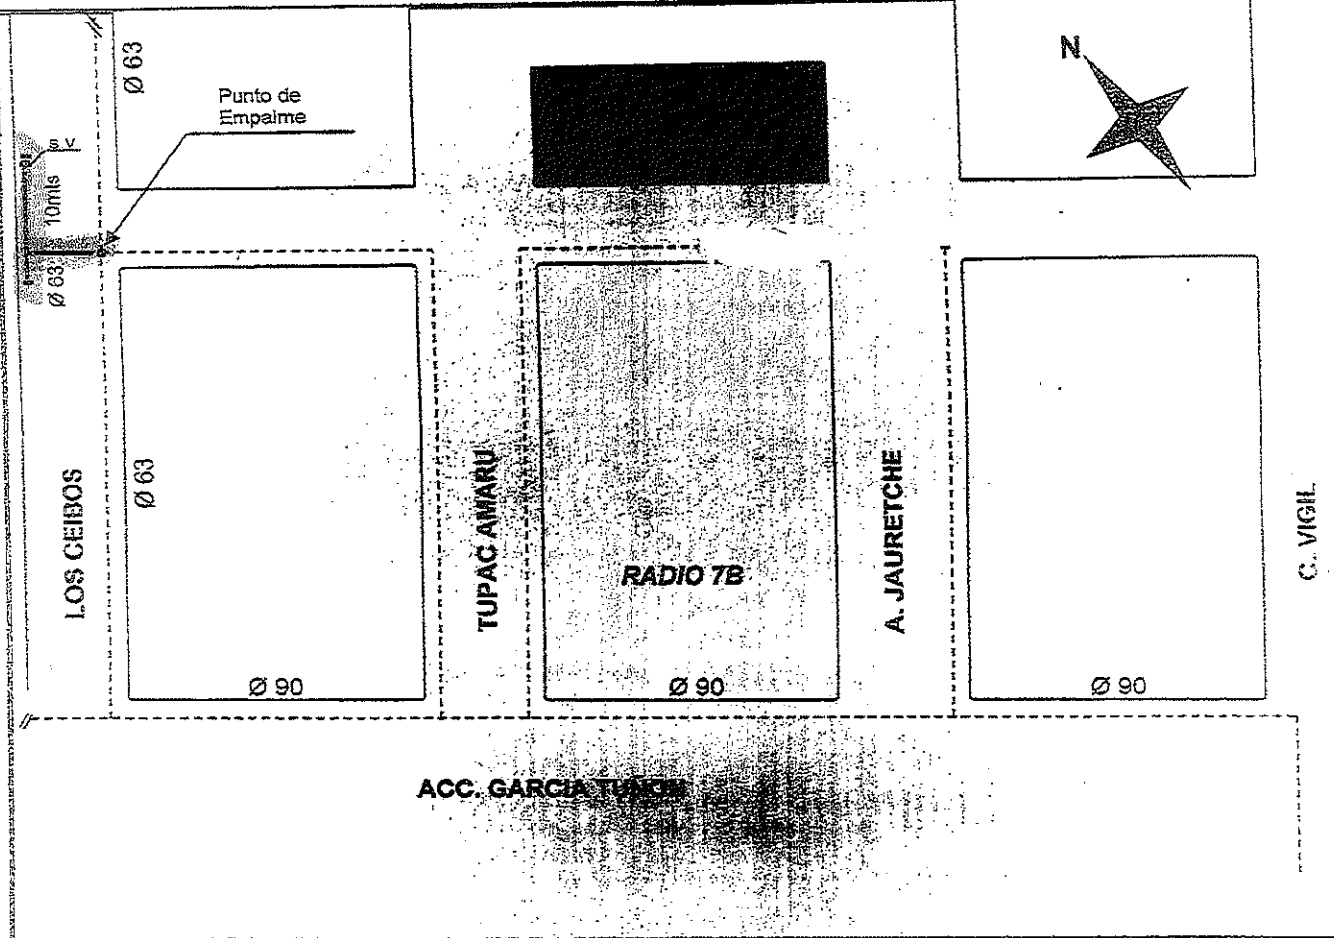 Ø 63
Punto de
Empalme
N
s.v
10mls
Ø 63
Ø 63
LOS CEIBOS
TUPAC AMARU
RADIO 7B
A. JAURETCHE
C. VIGIL
Ø 90
Ø 90
Ø 90
ACC. GARCIA TUÑON